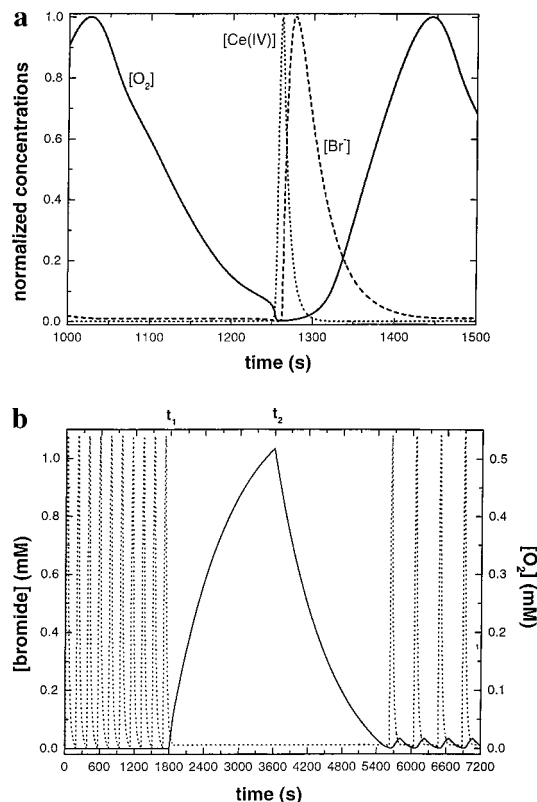 a
normalized concentrations
1.0
0.8
0.6
0.4
0.2
0.0
[O2]
[Ce(IV)]
[Br-]
1000 1100 1200 1300 1400 1500
time (s)
b
t1 t2
[bromide] (mM)
1.0
0.8
0.6
0.4
0.2
0.0
0.5
0.4
0.3
0.2
0.1
0.0
[O2] (mM)
0 600 1200 1800 2400 3000 3600 4200 4800 5400 6000 6600 7200
time (s)